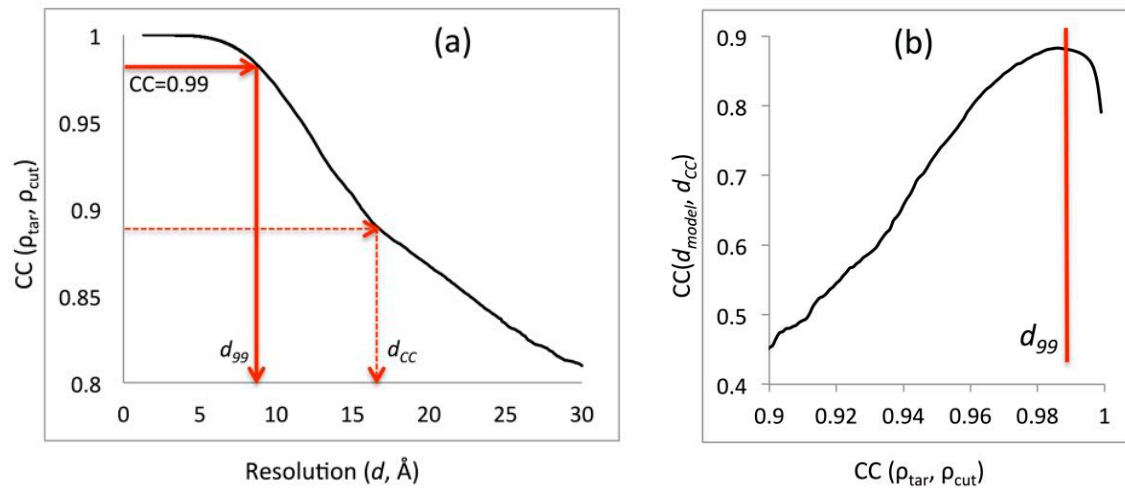 (a)
CC (ρtar, ρcut)
1
0.95
0.9
0.85
0.8
CC=0.99
d99
dCC
0 5 10 15 20 25 30
Resolution (d, Å)
(b)
CC(dmodel, dCC)
0.9
0.8
0.7
0.6
0.5
0.4
d99
0.9 0.92 0.94 0.96 0.98 1
CC (ρtar, ρcut)